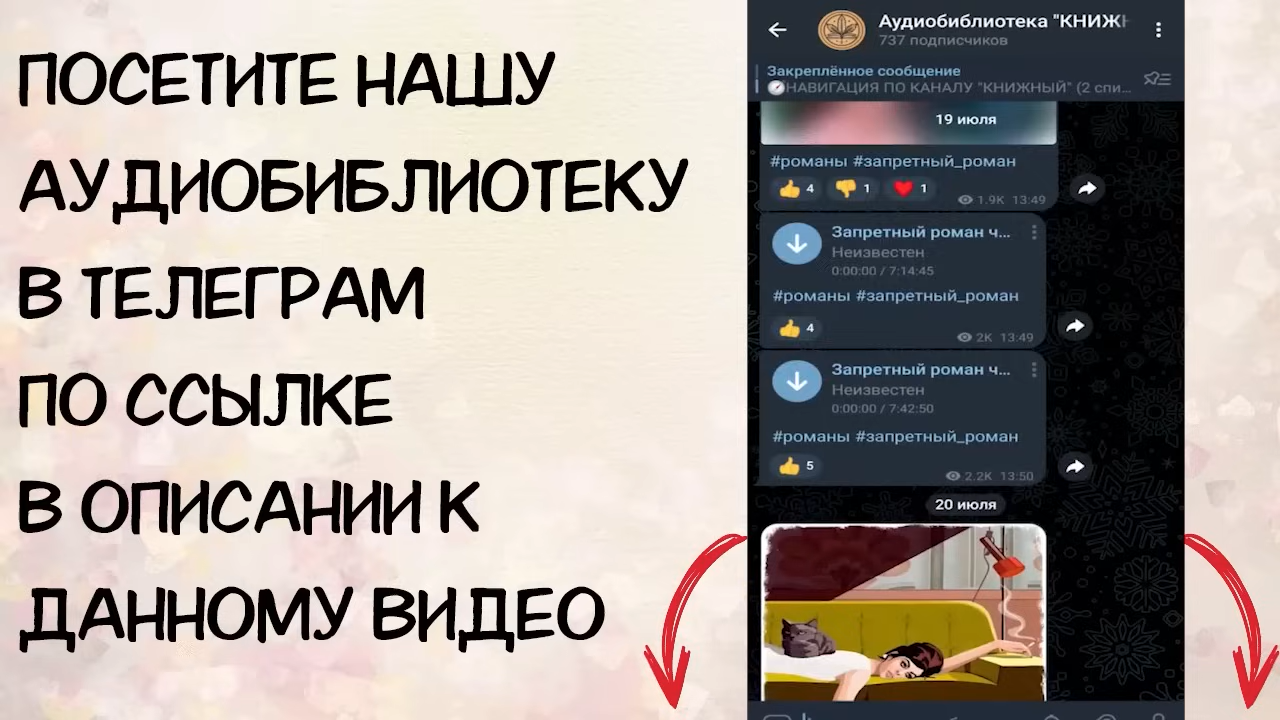 ПОСЕТИТЕ НАШУ
АУДИОБИБЛИОТЕКУ
В ТЕЛЕГРАМ
ПО ССЫЛКЕ
В ОПИСАНИИ К
ДАННОМУ ВИДЕО
Аудиобиблиотека "КНИЖН
737 подписчиков
Закреплённое сообщение
НАВИГАЦИЯ ПО КАНАЛУ "КНИЖНЫЙ" (2 спи...
19 июля
#романы #запретный_роман
4 1 1
1.9K 13:49
Запретный роман ч...
Неизвестен
0:00:00 / 7:14:45
#романы #запретный_роман
4
2K 13:49
Запретный роман ч...
Неизвестен
0:00:00 / 7:42:50
#романы #запретный_роман
5
2.2K 13:50
20 июля